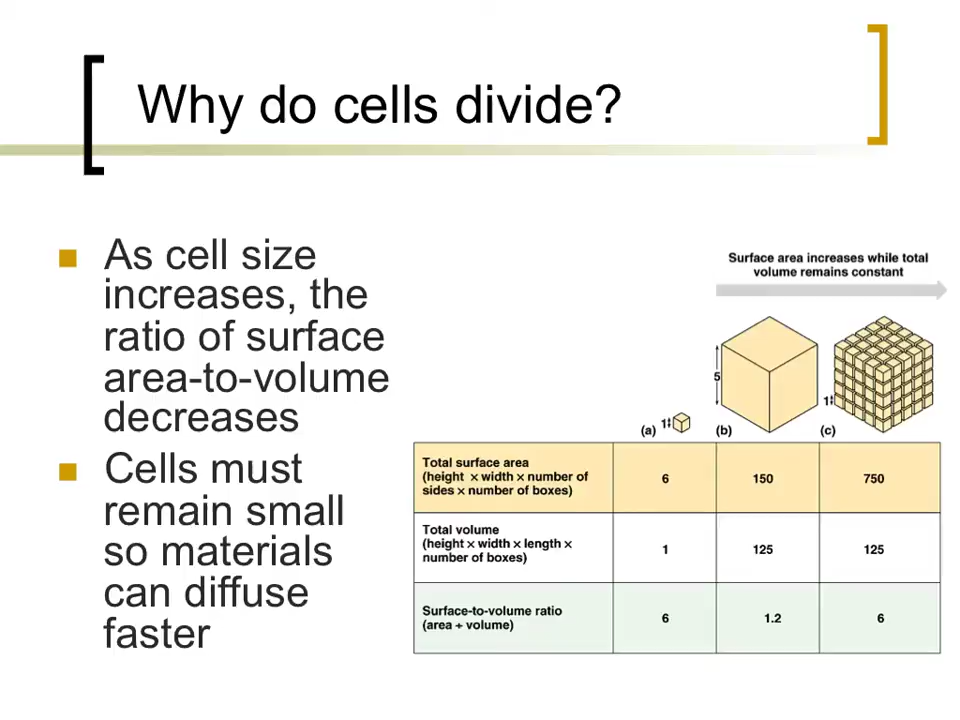 Why do cells divide?
As cell size
increases, the
ratio of surface
area-to-volume
decreases
Cells must
remain small
so materials
can diffuse
faster
Surface area increases while total
volume remains constant
5
1
1
(a)
(b)
(c)
Total surface area
(height × width × number of
sides × number of boxes)
6
150
750
Total volume
(height × width × length ×
number of boxes)
1
125
125
Surface-to-volume ratio
(area ÷ volume)
6
1.2
6